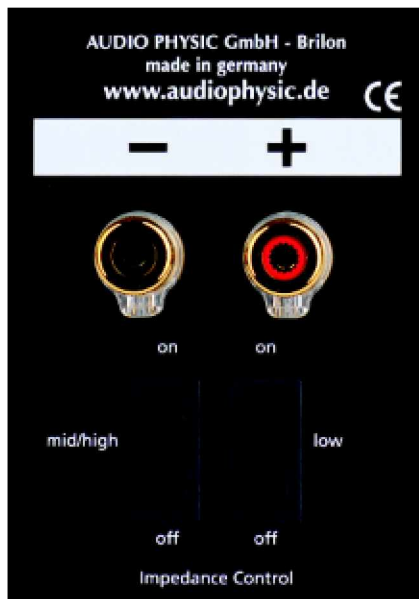 AUDIO PHYSIC GmbH - Brilon
made in germany
www.audiophysic.de CE
− +
on on
mid/high low
off off
Impedance Control